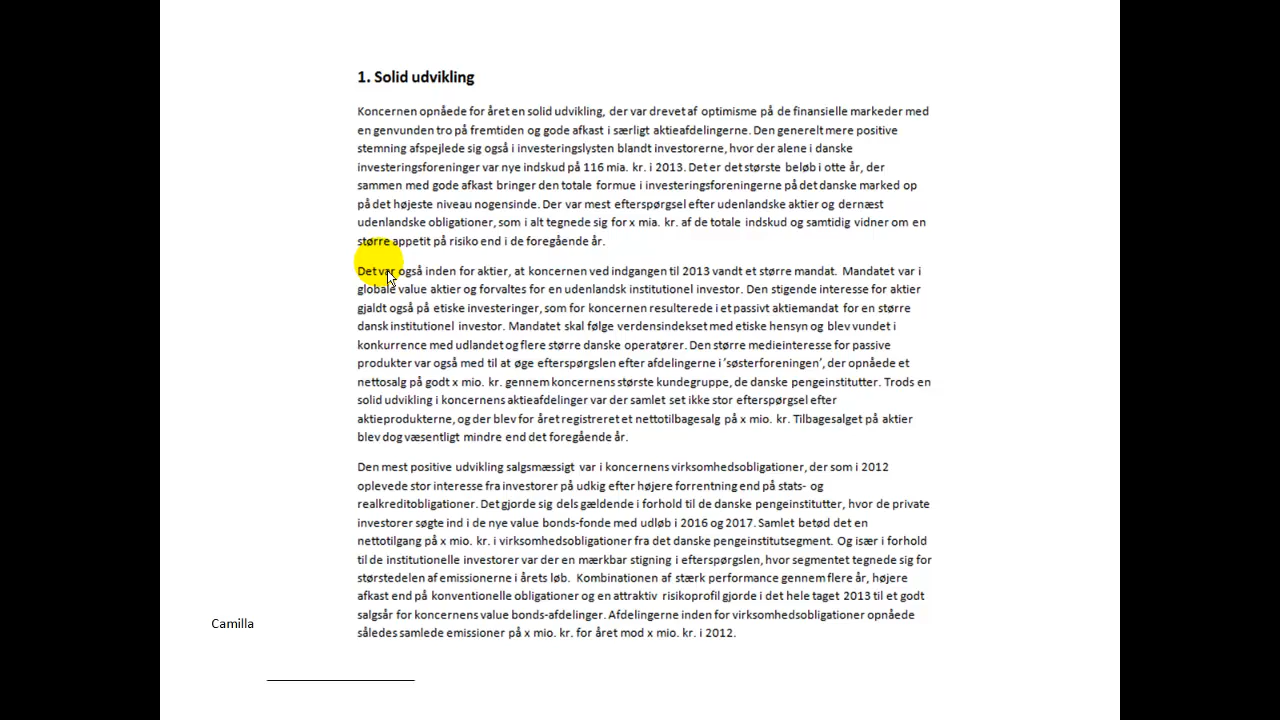 1. Solid udvikling
Koncernen opnåede for året en solid udvikling, der var drevet af optimisme på de finansielle markeder med
en genvunden tro på fremtiden og gode afkast i særligt aktieafdelingerne. Den generelt mere positive
stemning afspejlede sig også i investeringslysten blandt investorerne, hvor der alene i danske
investeringsforeninger var nye indskud på 116 mia. kr. i 2013. Det er det største beløb i otte år, der
sammen med gode afkast bringer den totale formue i investeringsforeningerne på det danske marked op
på det højeste niveau nogensinde. Der var mest efterspørgsel efter udenlandske aktier og dernæst
udenlandske obligationer, som i alt tegnede sig for x mia. kr. af de totale indskud og samtidig vidner om en
større appetit på risiko end i de foregående år.
Det var også inden for aktier, at koncernen ved indgangen til 2013 vandt et større mandat. Mandatet var i
globale value aktier og forvaltes for en udenlandsk institutionel investor. Den stigende interesse for aktier
gjaldt også på etiske investeringer, som for koncernen resulterede i et passivt aktiemandat for en større
dansk institutionel investor. Mandatet skal følge verdensindekset med etiske hensyn og blev vundet i
konkurrence med udlandet og flere større danske operatører. Den større medieinteresse for passive
produkter var også med til at øge efterspørgslen efter afdelingerne i ’søsterforeningen’, der opnåede et
nettosalg på godt x mio. kr. gennem koncernens største kundegruppe, de danske pengeinstitutter. Trods en
solid udvikling i koncernens aktieafdelinger var der samlet set ikke stor efterspørgsel efter
aktieprodukterne, og der blev for året registreret et nettotilbagesalg på x mio. kr. Tilbagesalget på aktier
blev dog væsentligt mindre end det foregående år.
Den mest positive udvikling salgsmæssigt var i koncernens virksomhedsobligationer, der som i 2012
oplevede stor interesse fra investorer på udkig efter højere forrentning end på stats- og
realkreditobligationer. Det gjorde sig dels gældende i forhold til de danske pengeinstitutter, hvor de private
investorer søgte ind i de nye value bonds-fonde med udløb i 2016 og 2017. Samlet betød det en
nettotilgang på x mio. kr. i virksomhedsobligationer fra det danske pengeinstitutsegment. Og især i forhold
til de institutionelle investorer var der en mærkbar stigning i efterspørgslen, hvor segmentet tegnede sig for
størstedelen af emissionerne i årets løb. Kombinationen af stærk performance gennem flere år, højere
afkast end på konventionelle obligationer og en attraktiv risikoprofil gjorde i det hele taget 2013 til et godt
salgsår for koncernens value bonds-afdelinger. Afdelingerne inden for virksomhedsobligationer opnåede
således samlede emissioner på x mio. kr. for året mod x mio. kr. i 2012.
Camilla